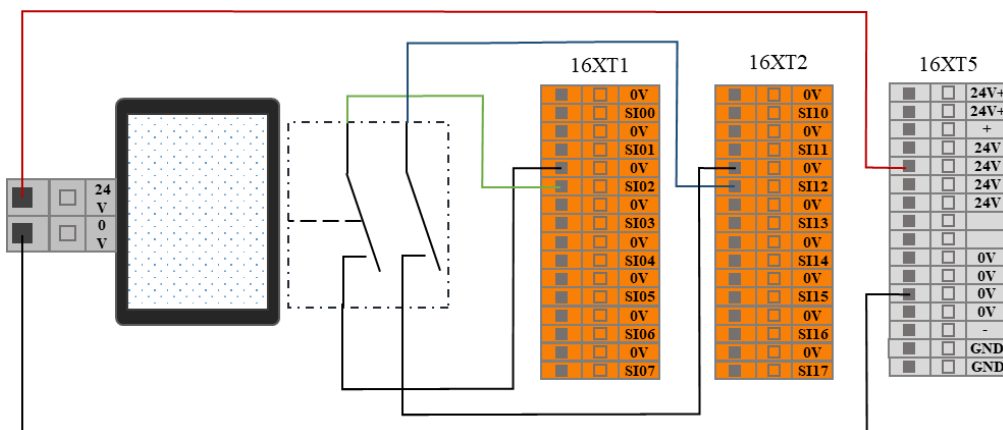 16XT1
16XT2
16XT5
24
V
0
V
0V
SI00
0V
SI01
0V
SI02
0V
SI03
0V
SI04
0V
SI05
0V
SI06
0V
SI07
0V
SI10
0V
SI11
0V
SI12
0V
SI13
0V
SI14
0V
SI15
0V
SI16
0V
SI17
24V+
24V+
+
24V
24V
24V
24V
0V
0V
0V
0V
-
GND
GND